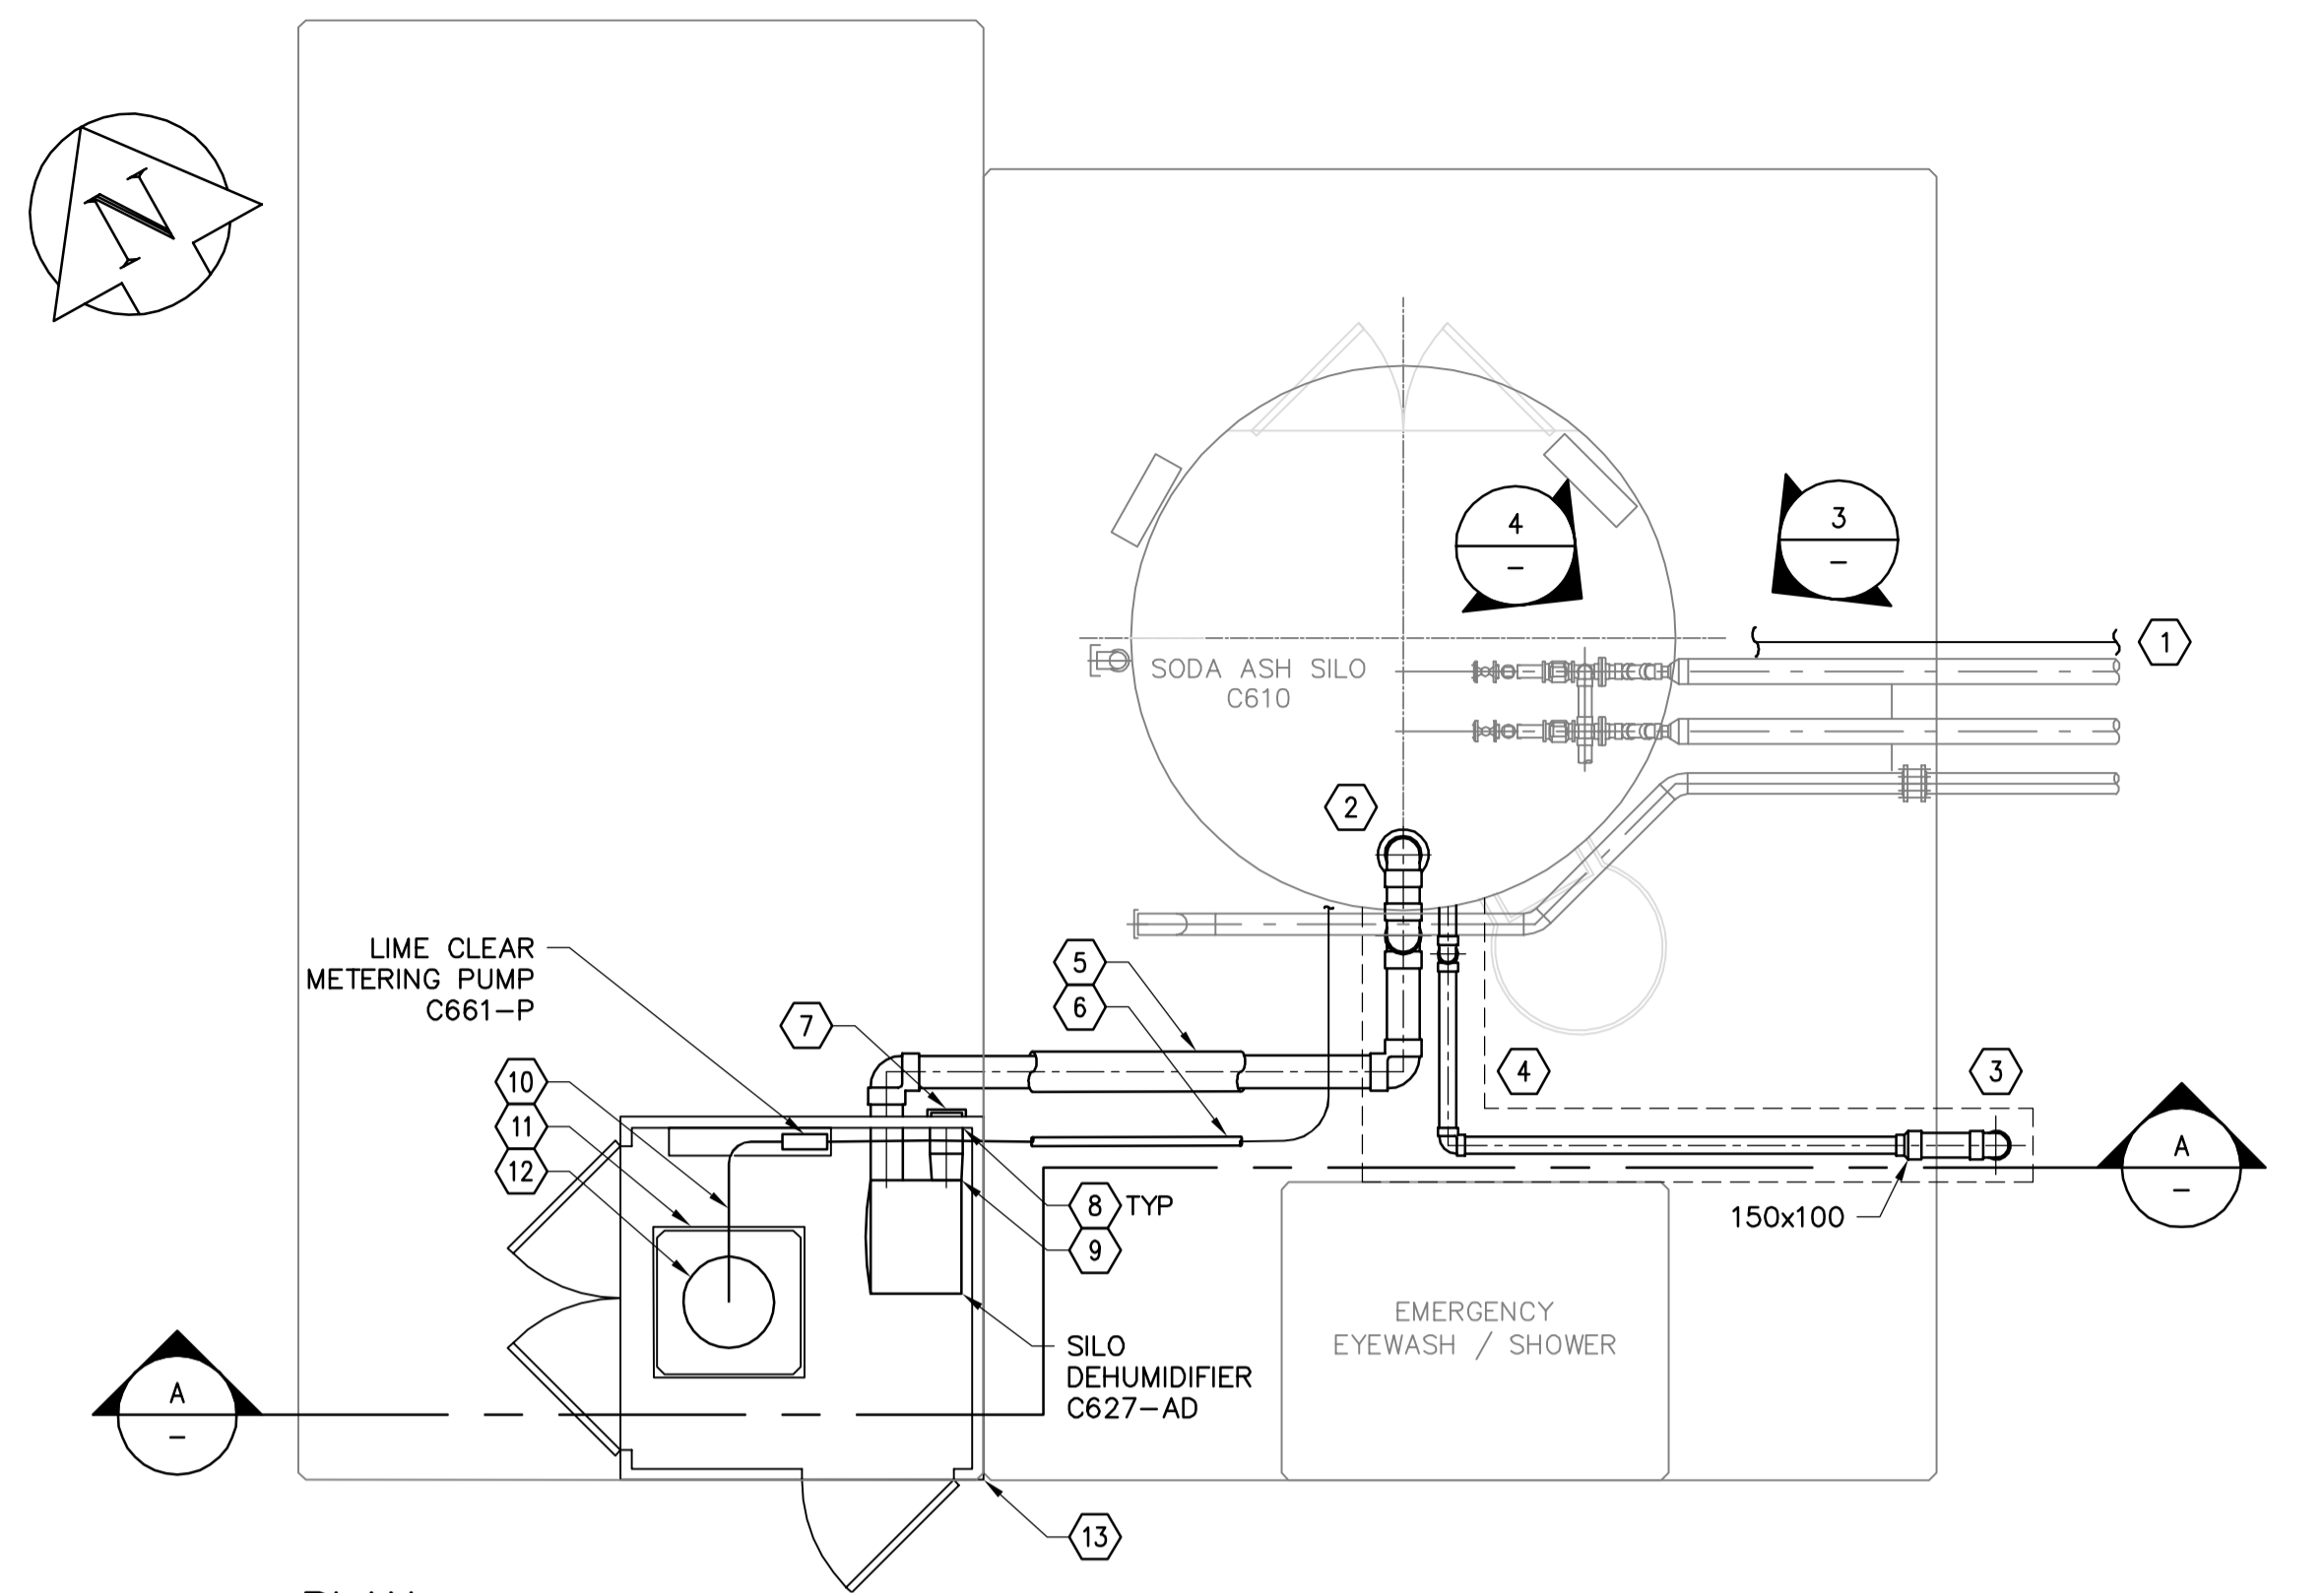 N
4
–
3
–
1
SODA ASH SILO
C610
2
LIME CLEAR
METERING PUMP
C661–P
5
6
7
4
3
10
11
12
A
–
150x100
8 TYP
9
EMERGENCY
EYEWASH / SHOWER
SILO
DEHUMIDIFIER
C627–AD
A
–
13